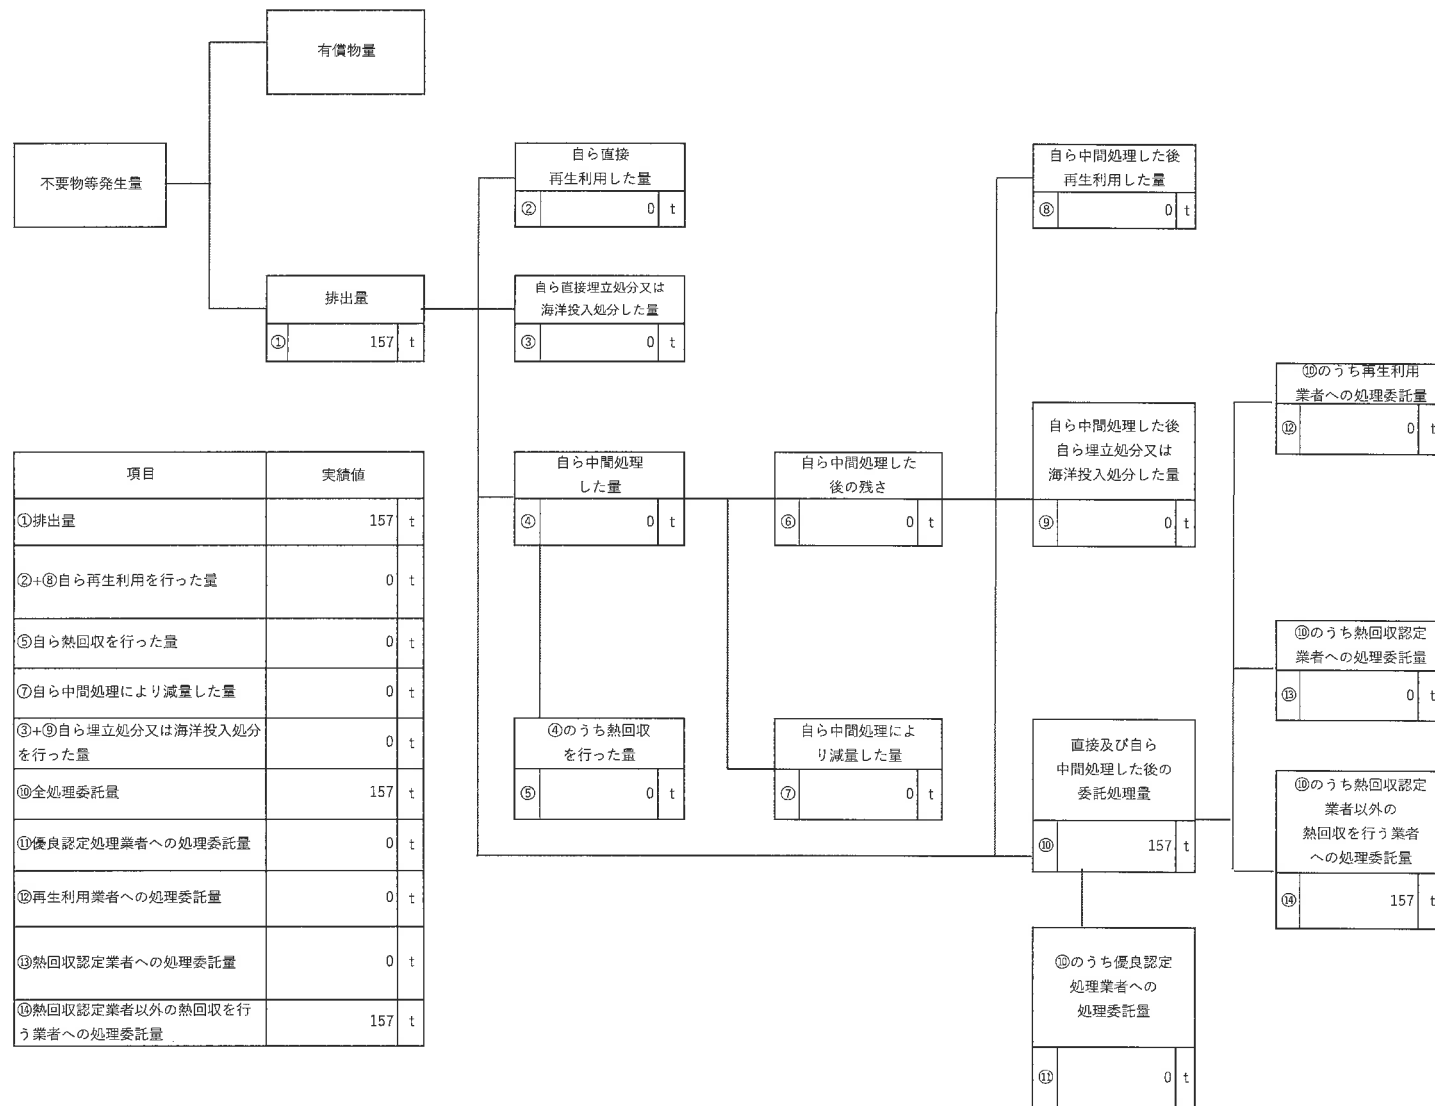 有償物量
不要物等発生量
排出量
① 157 t
自ら直接
再生利用した量
② 0 t
自ら直接埋立処分又は
海洋投入処分した量
③ 0 t
自ら中間処理
した量
④ 0 t
④のうち熱回収
を行った量
⑤ 0 t
自ら中間処理した
後の残さ
⑥ 0 t
自ら中間処理によ
り減量した量
⑦ 0 t
自ら中間処理した後
再生利用した量
⑧ 0 t
自ら中間処理した後
自ら埋立処分又は
海洋投入処分した量
⑨ 0 t
直接及び自ら
中間処理した後の
委託処理量
⑩ 157 t
⑩のうち優良認定
処理業者への
処理委託量
⑪ 0 t
⑩のうち再生利用
業者への処理委託量
⑫ 0 t
⑩のうち熱回収認定
業者への処理委託量
⑬ 0 t
⑩のうち熱回収認定
業者以外の
熱回収を行う業者
への処理委託量
⑭ 157 t
項目 実績値
①排出量 157 t
②+⑧自ら再生利用を行った量 0 t
⑤自ら熱回収を行った量 0 t
⑦自ら中間処理により減量した量 0 t
③+⑨自ら埋立処分又は海洋投入処分
を行った量 0 t
⑩全処理委託量 157 t
⑪優良認定処理業者への処理委託量 0 t
⑫再生利用業者への処理委託量 0 t
⑬熱回収認定業者への処理委託量 0 t
⑭熱回収認定業者以外の熱回収を行
う業者への処理委託量 157 t